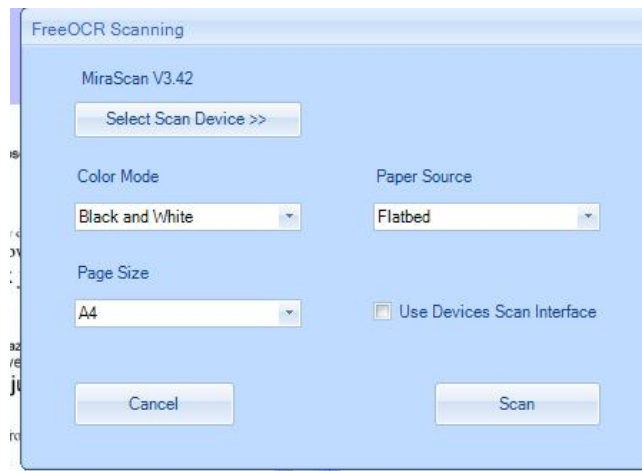 FreeOCR Scanning
MiraScan V3.42
Select Scan Device >>
Color Mode
Paper Source
Black and White
Flatbed
Page Size
A4
Use Devices Scan Interface
Cancel
Scan